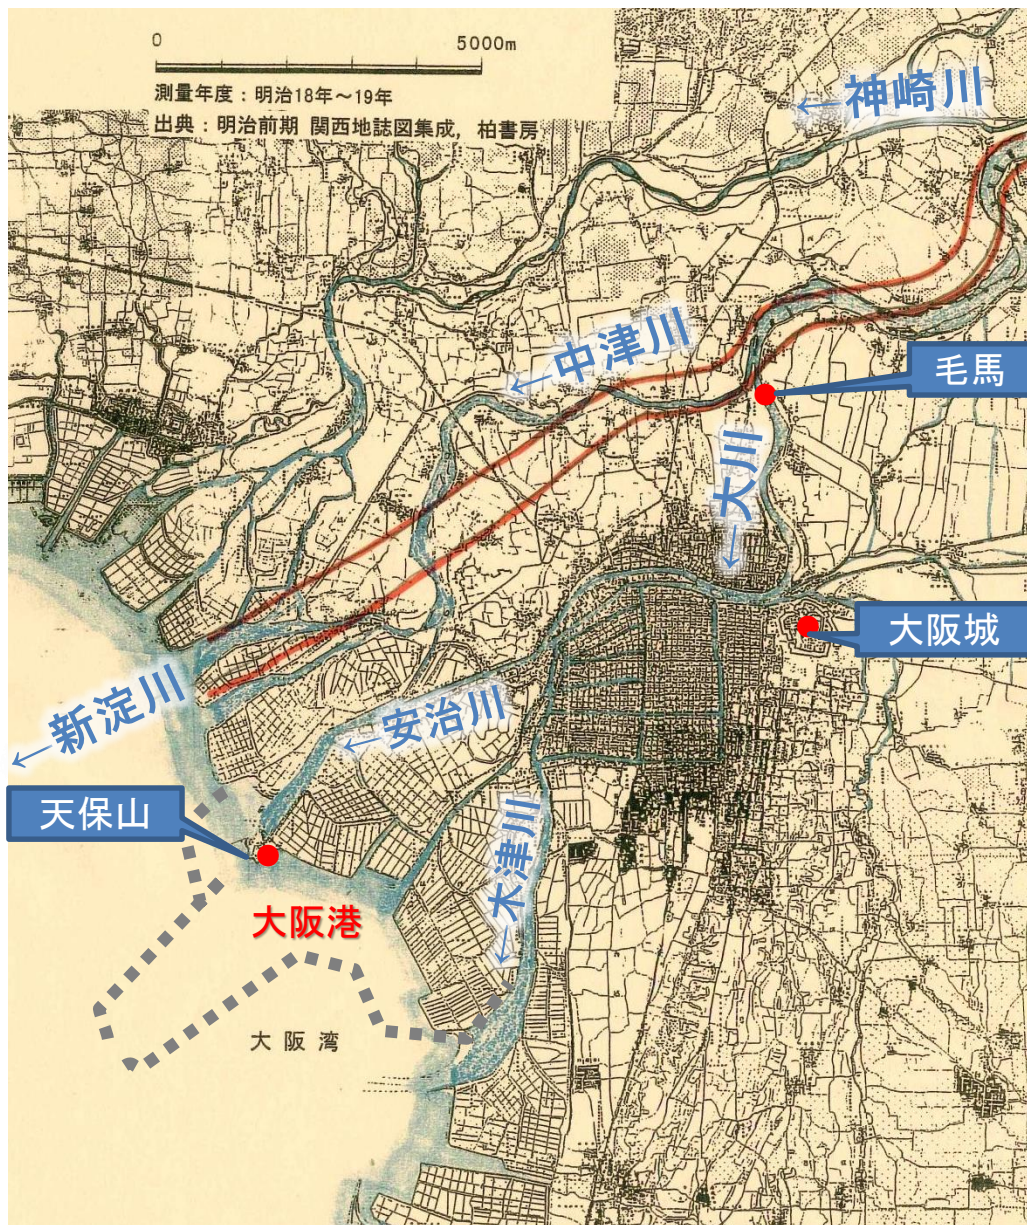 0 5000m
測量年度：明治18年～19年
出典：明治前期 関西地誌図集成，柏書房
←神崎川
←中津川
毛馬
←大川
大阪城
←新淀川
←安治川
天保山
←木津川
大阪港
大阪湾